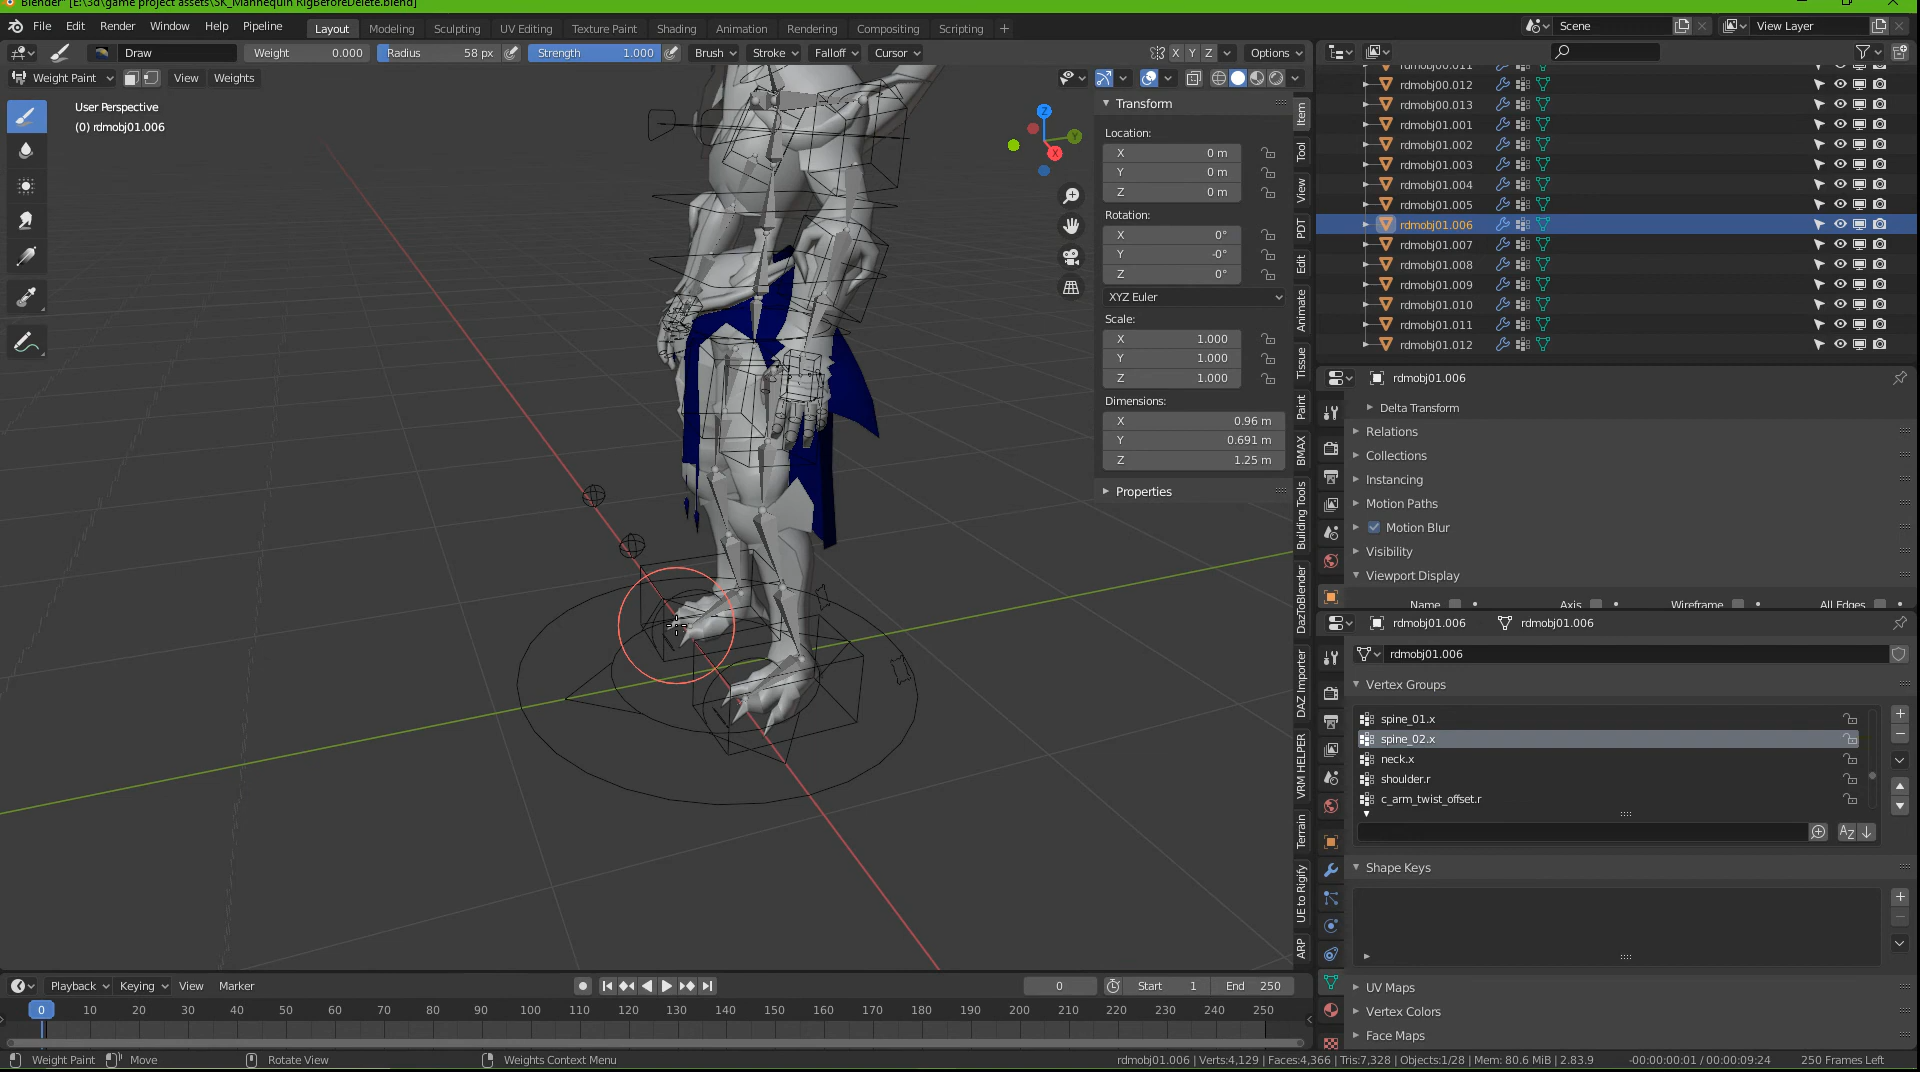 Blender* [E:\3d\game project assets\SK_Mannequin RigBeforeDelete.blend]
File Edit Render Window Help Layout Modeling Sculpting UV Editing Texture Paint Shading Animation Rendering Compositing Scripting + Scene View Layer
Draw Weight 0.000 Radius 58 px Strength 1.000 Brush Stroke Falloff Cursor X Y Z Options
Weight Paint View Weights
User Perspective
(0) rdmobj01.006
Z
Y
X
Transform
Location:
X 0 m
Y 0 m
Z 0 m
Rotation:
X 0°
Y -0°
Z 0°
XYZ Euler
Scale:
X 1.000
Y 1.000
Z 1.000
Dimensions:
X 0.96 m
Y 0.691 m
Z 1.25 m
Properties
Item
Tool
View
PDT
Edit
Animate
Tissue
Paint
BMAX
Building Tools
DazToBlender
DAZ Importer
VRM HELPER
Terrain
UE to Rigify
ARP
rdmobj00.011
rdmobj00.012
rdmobj00.013
rdmobj01.001
rdmobj01.002
rdmobj01.003
rdmobj01.004
rdmobj01.005
rdmobj01.006
rdmobj01.007
rdmobj01.008
rdmobj01.009
rdmobj01.010
rdmobj01.011
rdmobj01.012
rdmobj01.006
Delta Transform
Relations
Collections
Instancing
Motion Paths
Motion Blur
Visibility
Viewport Display
Name Axis Wireframe All Edges
rdmobj01.006 rdmobj01.006
rdmobj01.006
Vertex Groups
spine_01.x
spine_02.x
neck.x
shoulder.r
c_arm_twist_offset.r
Shape Keys
UV Maps
Vertex Colors
Face Maps
Playback Keying View Marker 0 Start 1 End 250
0 10 20 30 40 50 60 70 80 90 100 110 120 130 140 150 160 170 180 190 200 210 220 230 240 250
Weight Paint Move Rotate View Weights Context Menu rdmobj01.006 | Verts:4,129 | Faces:4,366 | Tris:7,328 | Objects:1/28 | Mem: 80.6 MiB | 2.83.9 -00:00:00:01 / 00:00:09:24 250 Frames Left